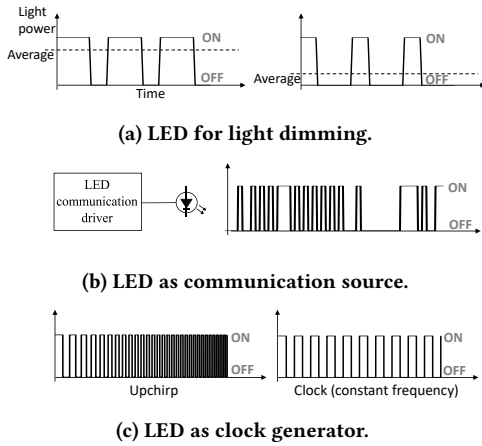 Light
power
Average
ON
OFF
Time
ON
Average
OFF
(a) LED for light dimming.
LED
communication
driver
ON
OFF
(b) LED as communication source.
ON
OFF
Upchirp
ON
OFF
Clock (constant frequency)
(c) LED as clock generator.